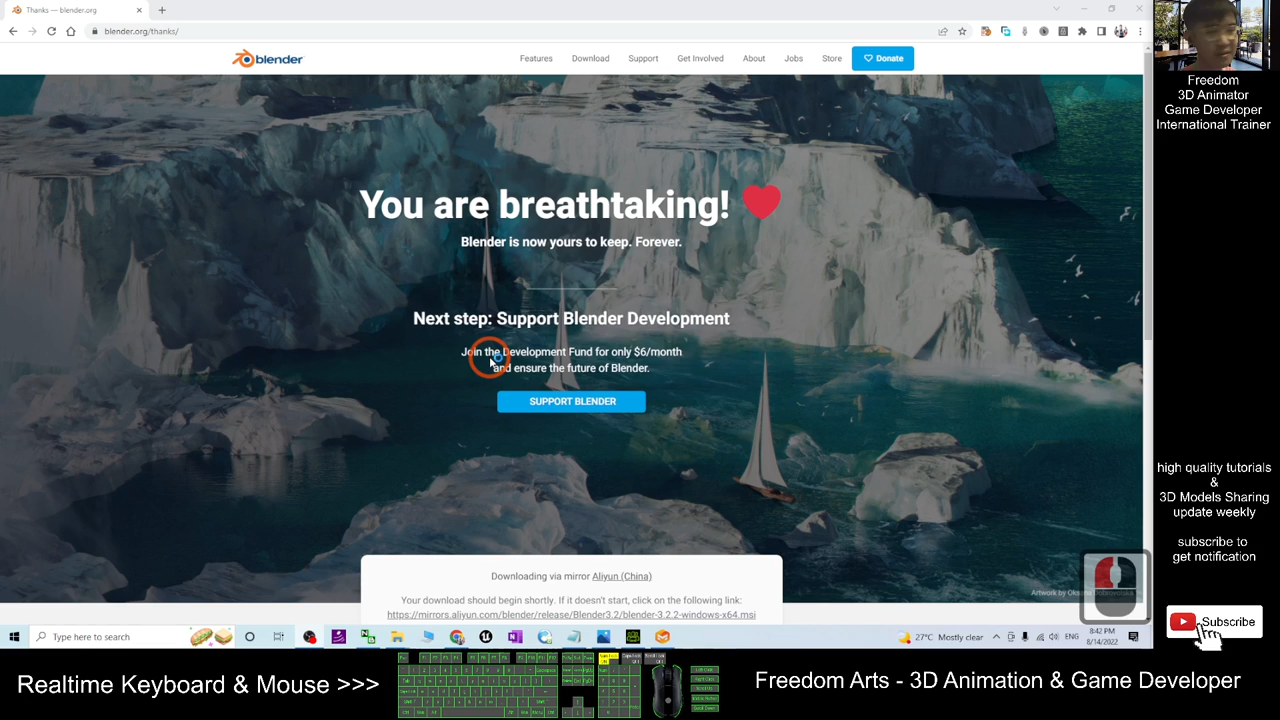 Thanks — blender.org
blender.org/thanks/
blender
Features
Download
Support
Get Involved
About
Jobs
Store
Donate
You are breathtaking!
Blender is now yours to keep. Forever.
Next step: Support Blender Development
Join the Development Fund for only $6/month
and ensure the future of Blender.
SUPPORT BLENDER
Downloading via mirror Aliyun (China)
Your download should begin shortly. If it doesn't start, click on the following link:
https://mirrors.aliyun.com/blender/release/Blender3.2/blender-3.2.2-windows-x64.msi
Artwork by
Freedom
3D Animator
Game Developer
International Trainer
high quality tutorials
&
3D Models Sharing
update weekly
subscribe to
get notification
Subscribe
Type here to search
27°C Mostly clear
ENG
8:42 PM
8/14/2022
Realtime Keyboard & Mouse >>>
Freedom Arts - 3D Animation & Game Developer